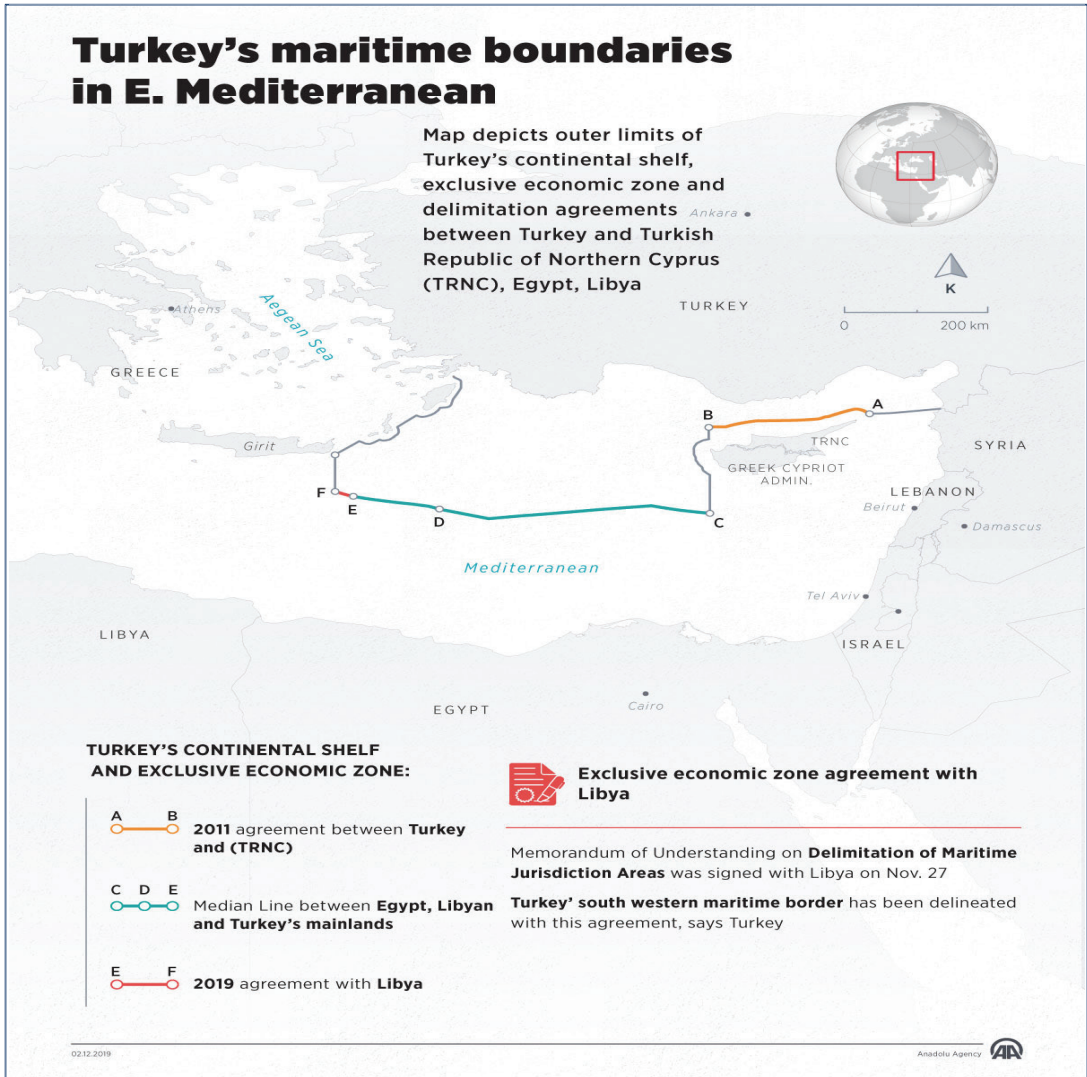 Turkey's maritime boundaries
in E. Mediterranean
Map depicts outer limits of
Turkey's continental shelf,
exclusive economic zone and
delimitation agreements
between Turkey and Turkish
Republic of Northern Cyprus
(TRNC), Egypt, Libya
Ankara
K
0 200 km
TURKEY
Athens
Aegean Sea
GREECE
Girit
A
B
TRNC
GREEK CYPRIOT
ADMIN.
SYRIA
LEBANON
Beirut
Damascus
F
E
D
C
Mediterranean
Tel Aviv
LIBYA
ISRAEL
EGYPT
Cairo
TURKEY'S CONTINENTAL SHELF
AND EXCLUSIVE ECONOMIC ZONE:
A B
2011 agreement between Turkey
and (TRNC)
C D E
Median Line between Egypt, Libyan
and Turkey's mainlands
E F
2019 agreement with Libya
Exclusive economic zone agreement with
Libya
Memorandum of Understanding on Delimitation of Maritime
Jurisdiction Areas was signed with Libya on Nov. 27
Turkey' south western maritime border has been delineated
with this agreement, says Turkey
02.12.2019
Anadolu Agency AA